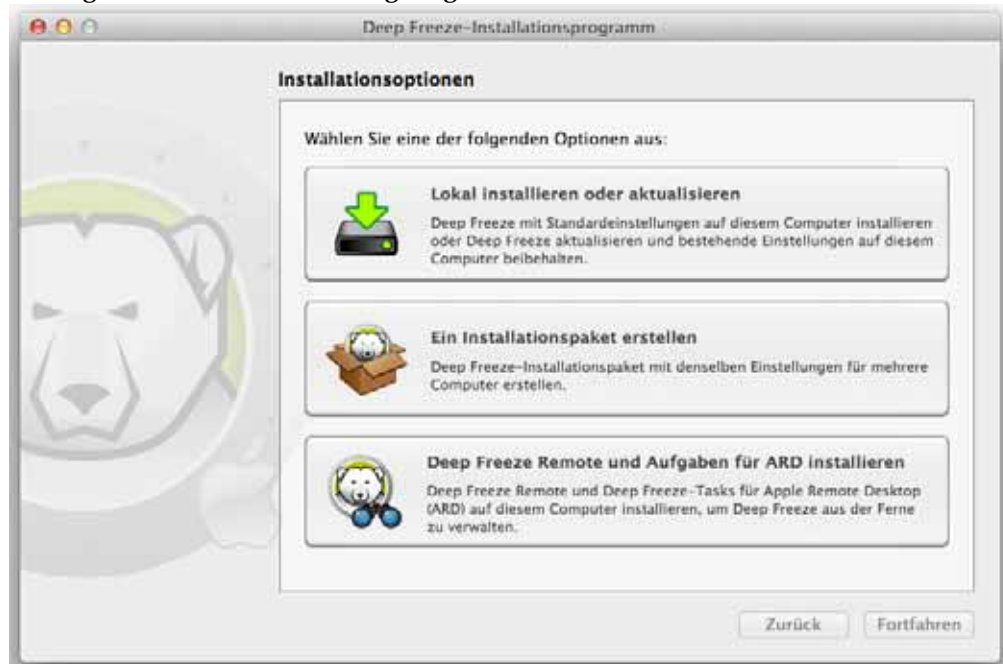 Deep Freeze-Installationsprogramm
Installationsoptionen
Wählen Sie eine der folgenden Optionen aus:
Lokal installieren oder aktualisieren
Deep Freeze mit Standardeinstellungen auf diesem Computer installieren
oder Deep Freeze aktualisieren und bestehende Einstellungen auf diesem
Computer beibehalten.
Ein Installationspaket erstellen
Deep Freeze-Installationspaket mit denselben Einstellungen für mehrere
Computer erstellen.
Deep Freeze Remote und Aufgaben für ARD installieren
Deep Freeze Remote und Deep Freeze-Tasks für Apple Remote Desktop
(ARD) auf diesem Computer installieren, um Deep Freeze aus der Ferne
zu verwalten.
Zurück
Fortfahren